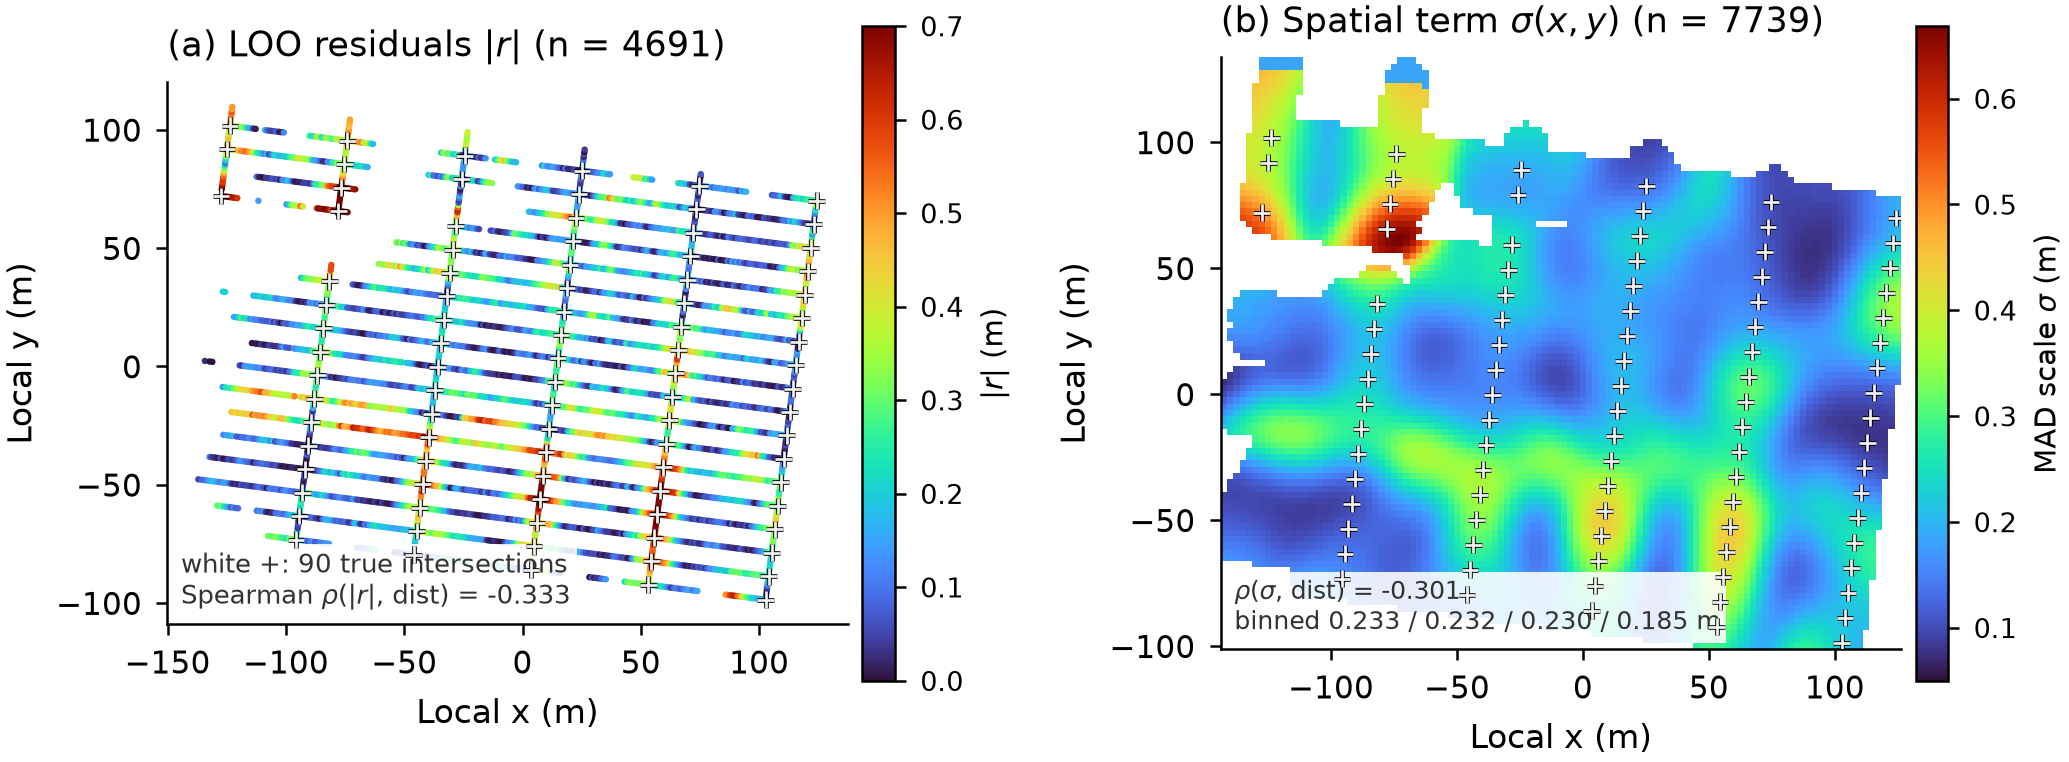 (a) LOO residuals |r| (n = 4691)
100
50
0
−50
−100
Local y (m)
−150
−100
−50
0
50
100
Local x (m)
white +: 90 true intersections
Spearman ρ(|r|, dist) = -0.333
0.7
0.6
0.5
0.4
0.3
0.2
0.1
0.0
|r| (m)
(b) Spatial term σ(x, y) (n = 7739)
100
50
0
−50
−100
Local y (m)
−100
−50
0
50
100
Local x (m)
ρ(σ, dist) = -0.301
binned 0.233 / 0.232 / 0.230 / 0.185 m
0.6
0.5
0.4
0.3
0.2
0.1
MAD scale σ (m)